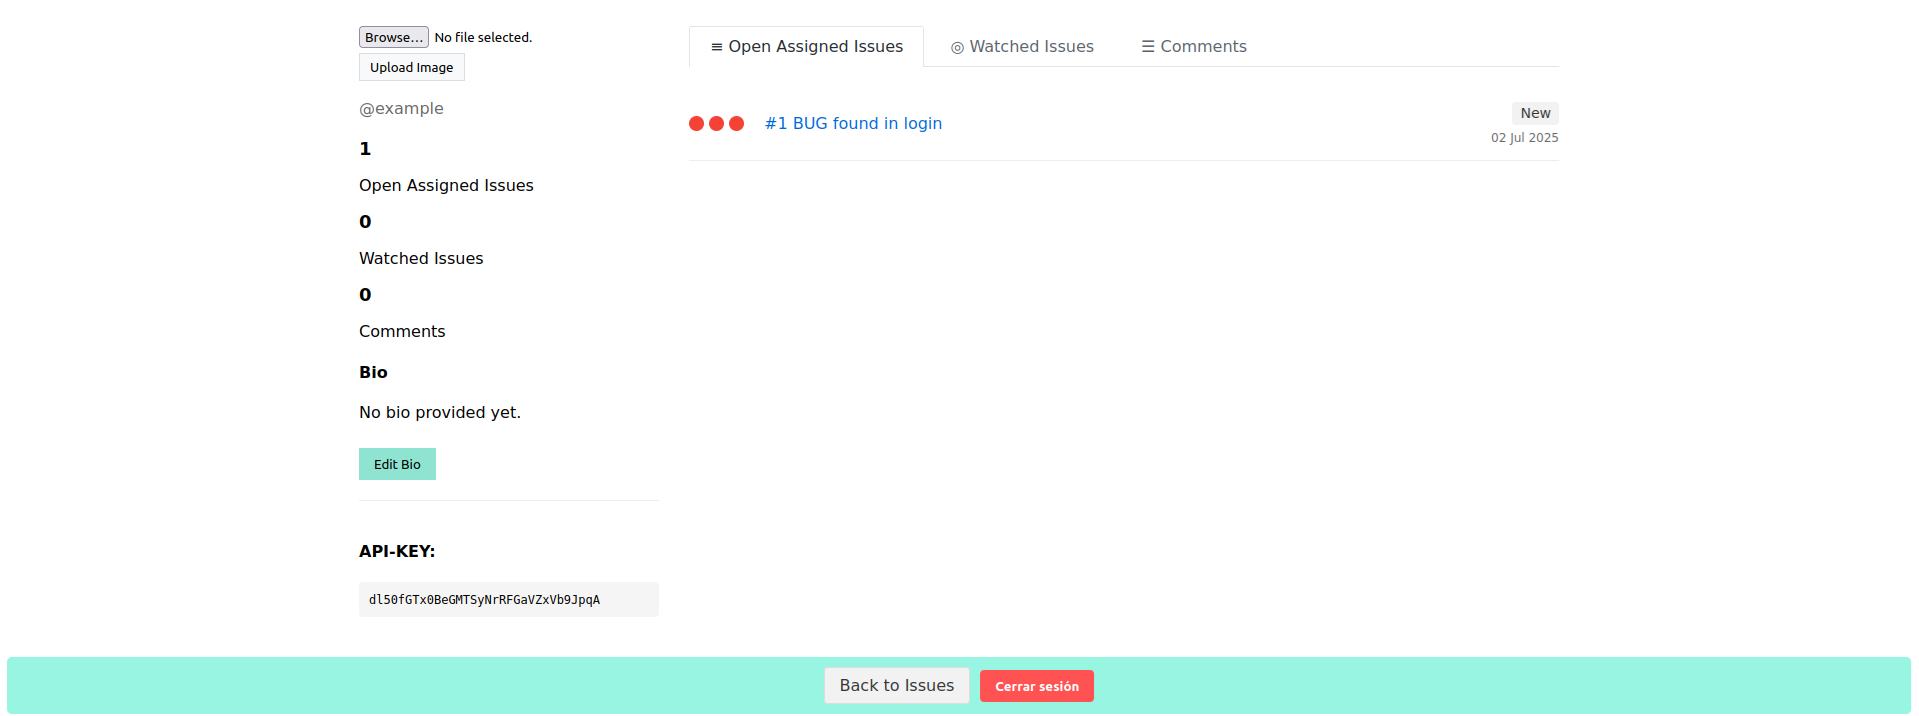 Browse... No file selected.
Upload Image
@example
1
Open Assigned Issues
0
Watched Issues
0
Comments
Bio
No bio provided yet.
Edit Bio
API-KEY:
dl50fGTx0BeGMTSyNrRFGaVZxVb9JpqA
Open Assigned Issues
Watched Issues
Comments
#1 BUG found in login
New
02 Jul 2025
Back to Issues
Cerrar sesión